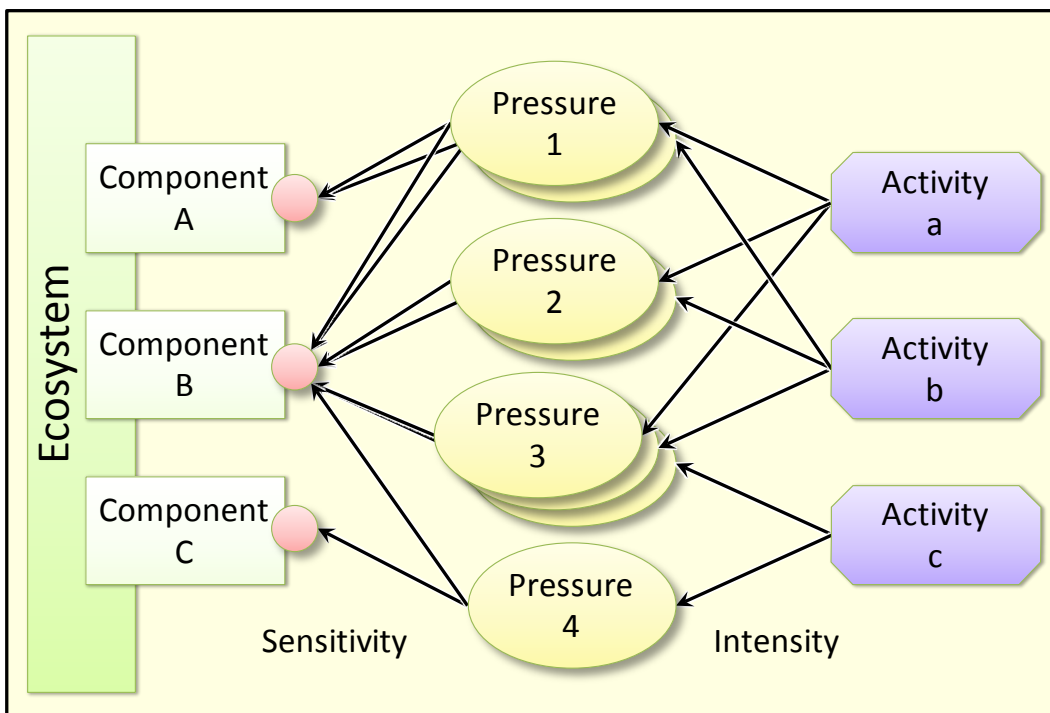 Ecosystem
Component
A
Component
B
Component
C
Pressure
1
Pressure
2
Pressure
3
Pressure
4
Activity
a
Activity
b
Activity
c
Sensitivity
Intensity